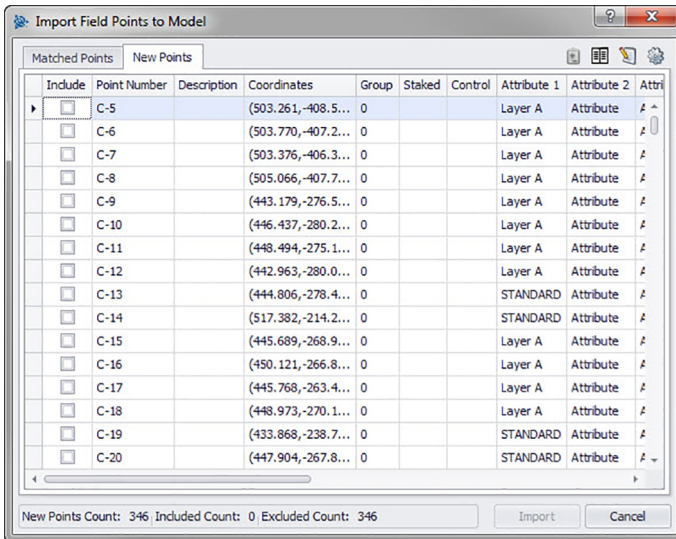 Import Field Points to Model
Matched Points New Points
Include Point Number Description Coordinates Group Staked Control Attribute 1 Attribute 2 Attri
C-5 (503.261,-408.5... 0 Layer A Attribute A
C-6 (503.770,-407.2... 0 Layer A Attribute A
C-7 (503.376,-406.3... 0 Layer A Attribute A
C-8 (505.066,-407.7... 0 Layer A Attribute A
C-9 (443.179,-276.5... 0 Layer A Attribute A
C-10 (446.437,-280.2... 0 Layer A Attribute A
C-11 (448.494,-275.1... 0 Layer A Attribute A
C-12 (442.963,-280.0... 0 Layer A Attribute A
C-13 (444.806,-278.4... 0 STANDARD Attribute A
C-14 (517.382,-214.2... 0 STANDARD Attribute A
C-15 (445.689,-268.9... 0 Layer A Attribute A
C-16 (450.121,-266.8... 0 Layer A Attribute A
C-17 (445.768,-263.4... 0 Layer A Attribute A
C-18 (448.973,-270.1... 0 Layer A Attribute A
C-19 (433.868,-238.7... 0 STANDARD Attribute A
C-20 (447.904,-267.8... 0 STANDARD Attribute A
New Points Count: 346 Included Count: 0 Excluded Count: 346 Import Cancel